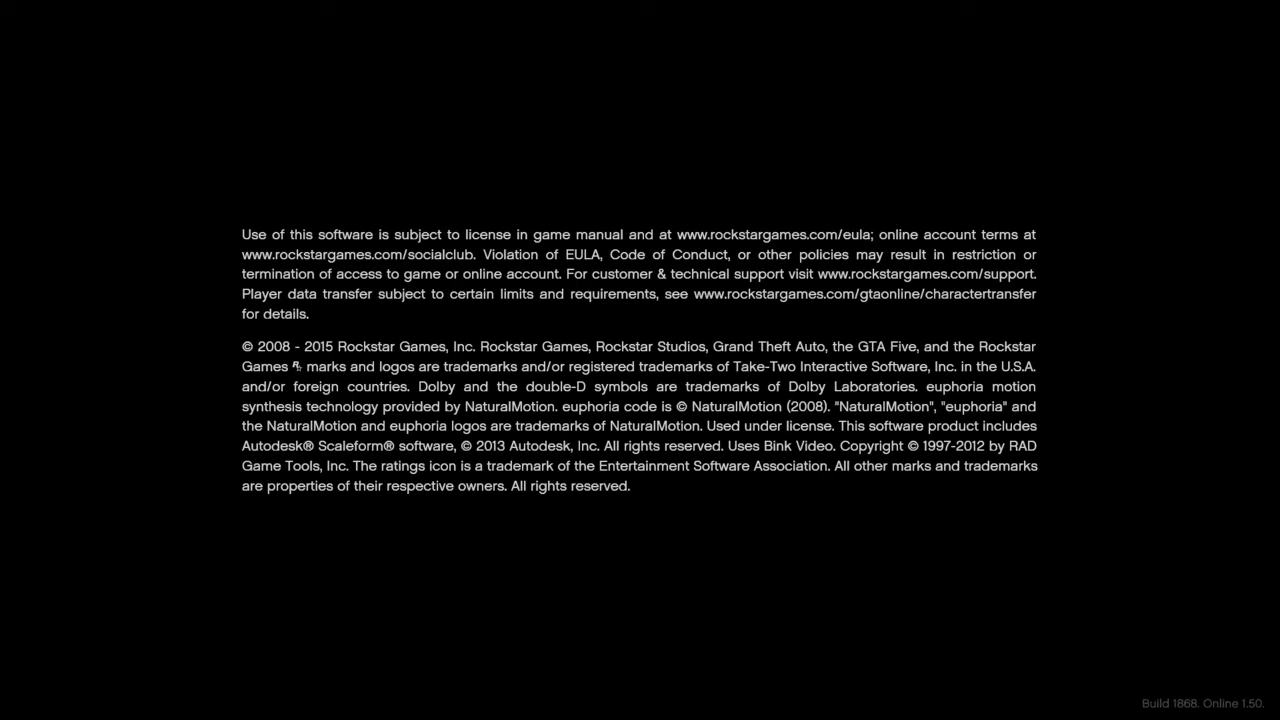 Use of this software is subject to license in game manual and at www.rockstargames.com/eula; online account terms at
www.rockstargames.com/socialclub. Violation of EULA, Code of Conduct, or other policies may result in restriction or
termination of access to game or online account. For customer & technical support visit www.rockstargames.com/support.
Player data transfer subject to certain limits and requirements, see www.rockstargames.com/gtaonline/charactertransfer
for details.
© 2008 - 2015 Rockstar Games, Inc. Rockstar Games, Rockstar Studios, Grand Theft Auto, the GTA Five, and the Rockstar
Games R* marks and logos are trademarks and/or registered trademarks of Take-Two Interactive Software, Inc. in the U.S.A.
and/or foreign countries. Dolby and the double-D symbols are trademarks of Dolby Laboratories. euphoria motion
synthesis technology provided by NaturalMotion. euphoria code is © NaturalMotion (2008). "NaturalMotion", "euphoria" and
the NaturalMotion and euphoria logos are trademarks of NaturalMotion. Used under license. This software product includes
Autodesk® Scaleform® software, © 2013 Autodesk, Inc. All rights reserved. Uses Bink Video. Copyright © 1997-2012 by RAD
Game Tools, Inc. The ratings icon is a trademark of the Entertainment Software Association. All other marks and trademarks
are properties of their respective owners. All rights reserved.
Build 1868. Online 1.50.